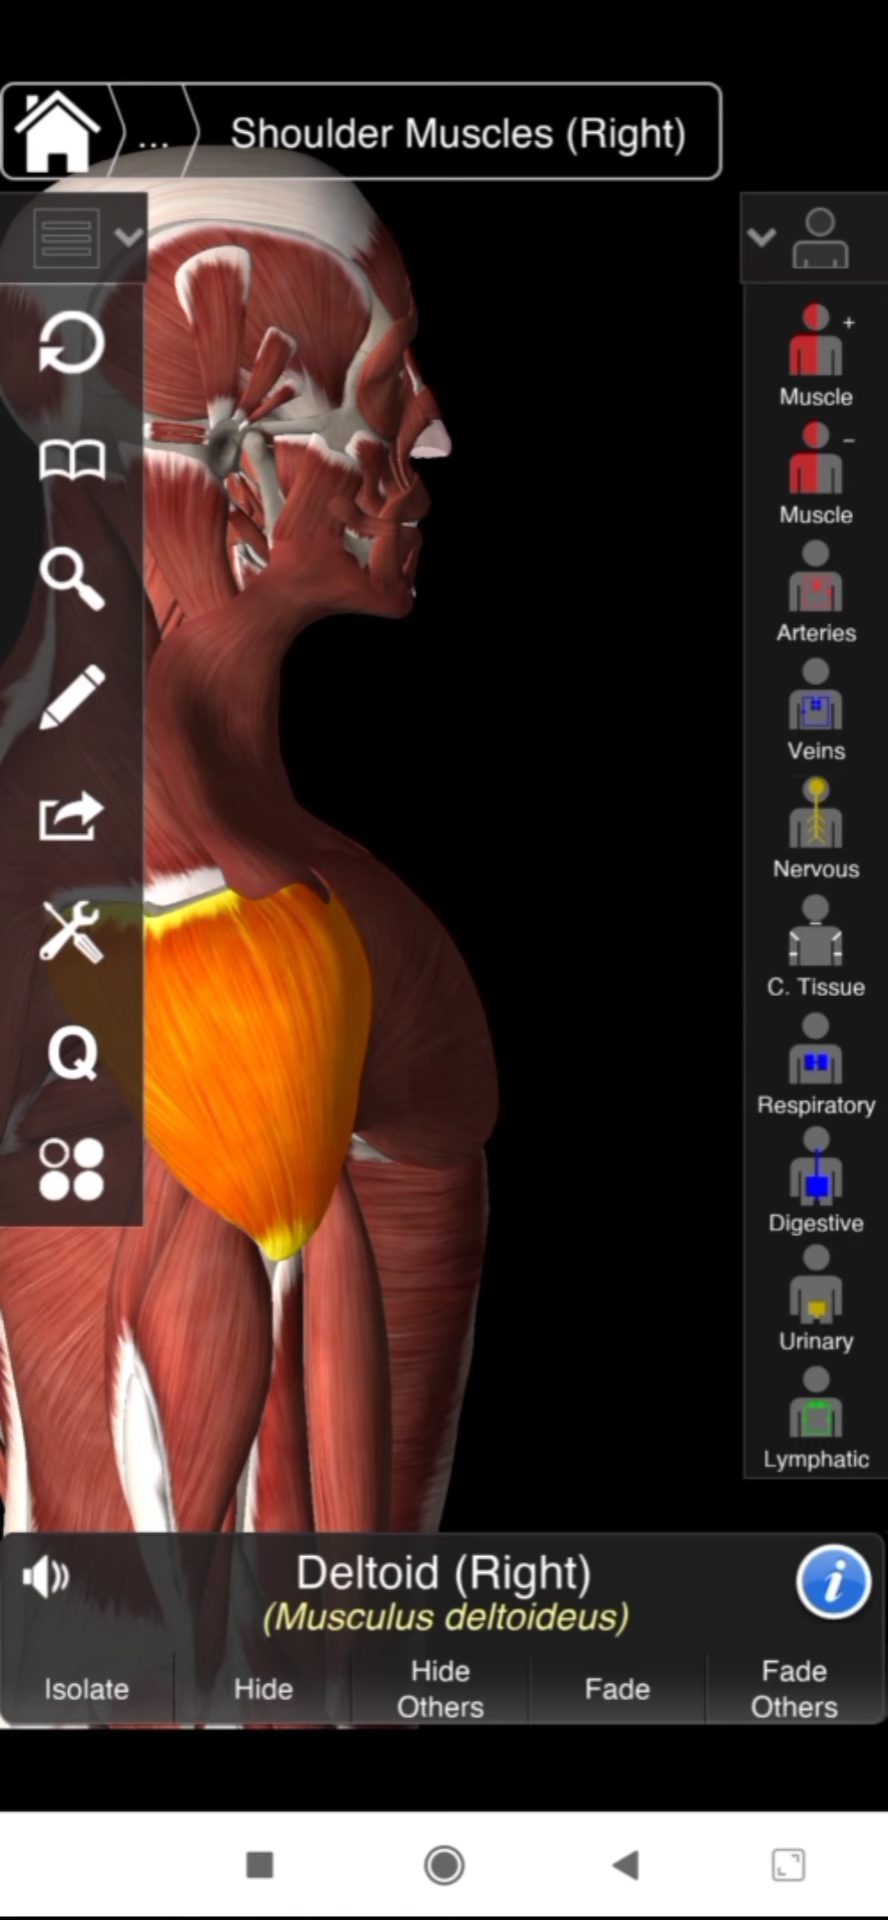 ... Shoulder Muscles (Right)
+
Muscle
−
Muscle
Arteries
Veins
Nervous
C. Tissue
Respiratory
Digestive
Urinary
Lymphatic
Q
Deltoid (Right)
(Musculus deltoideus)
i
Isolate
Hide
Hide
Others
Fade
Fade
Others